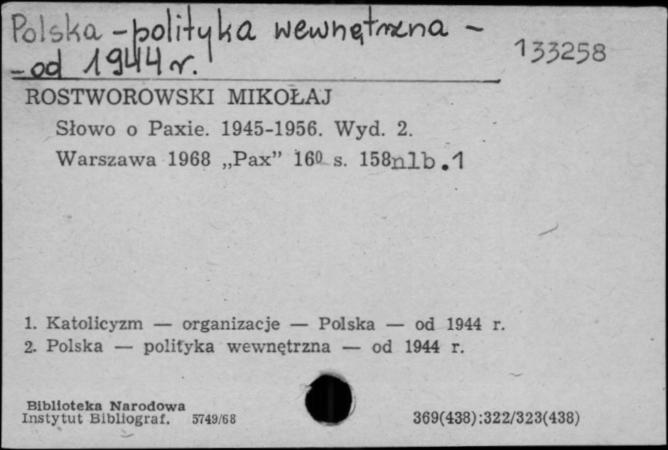 Polska - polityka wewnętrzna -
- od 1944 r.
133258
ROSTWOROWSKI MIKOŁAJ
Słowo o Paxie. 1945-1956. Wyd. 2.
Warszawa 1968 „Pax” 16⁰ s. 158nlb.1
1. Katolicyzm — organizacje — Polska — od 1944 r.
2. Polska — polityka wewnętrzna — od 1944 r.
Biblioteka Narodowa
Instytut Bibliograf. 5749/68
369(438):322/323(438)